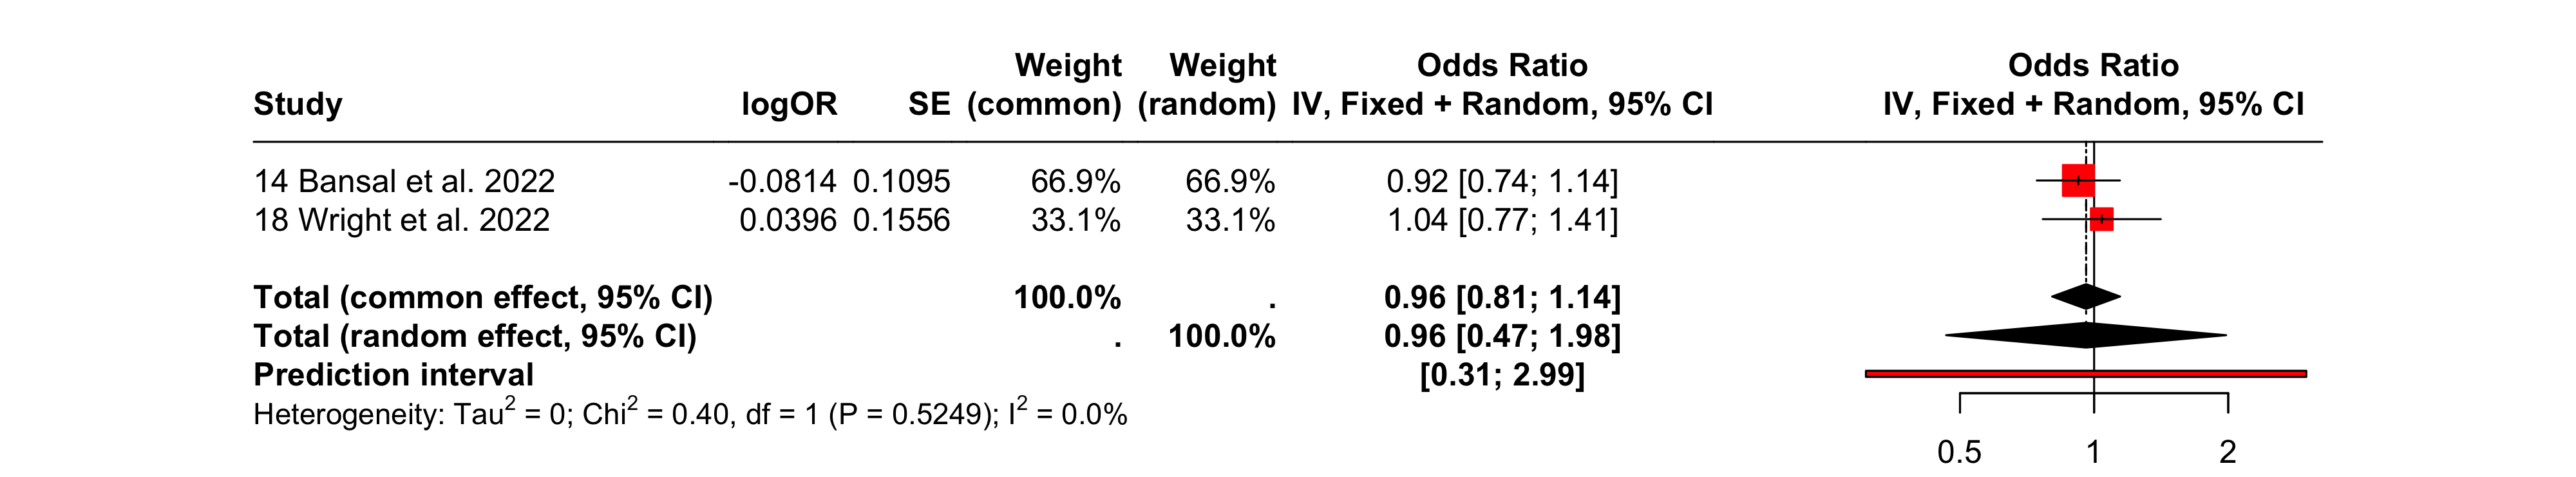 Weight Weight Odds Ratio Odds Ratio
Study logOR SE (common) (random) IV, Fixed + Random, 95% CI IV, Fixed + Random, 95% CI
14 Bansal et al. 2022 -0.0814 0.1095 66.9% 66.9% 0.92 [0.74; 1.14]
18 Wright et al. 2022 0.0396 0.1556 33.1% 33.1% 1.04 [0.77; 1.41]
Total (common effect, 95% CI) 100.0% . 0.96 [0.81; 1.14]
Total (random effect, 95% CI) . 100.0% 0.96 [0.47; 1.98]
Prediction interval [0.31; 2.99]
Heterogeneity: Tau² = 0; Chi² = 0.40, df = 1 (P = 0.5249); I² = 0.0%
0.5 1 2